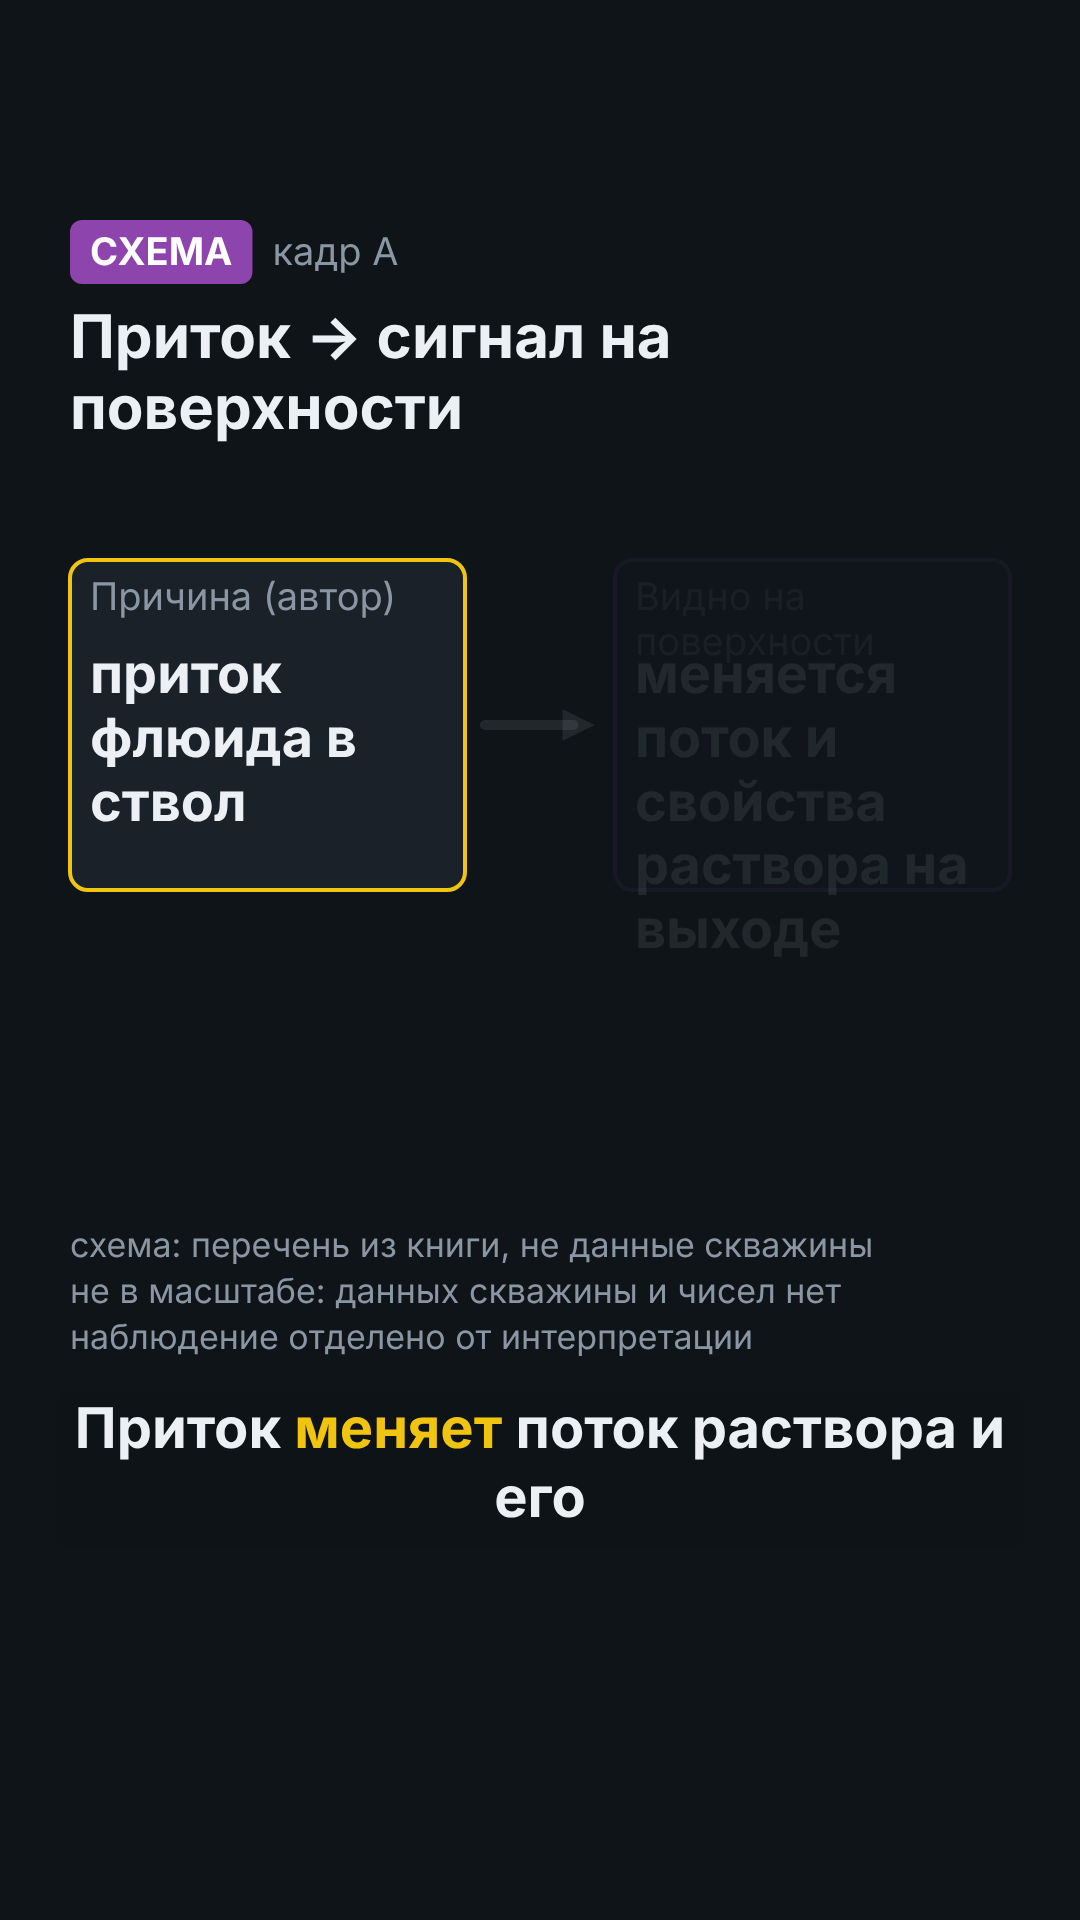 СХЕМА кадр А
Приток → сигнал на
поверхности
Причина (автор)
приток
флюида в
ствол
Видно на
поверхности
меняется
поток и
свойства
раствора на
выходе
схема: перечень из книги, не данные скважины
не в масштабе: данных скважины и чисел нет
наблюдение отделено от интерпретации
Приток меняет поток раствора и
его